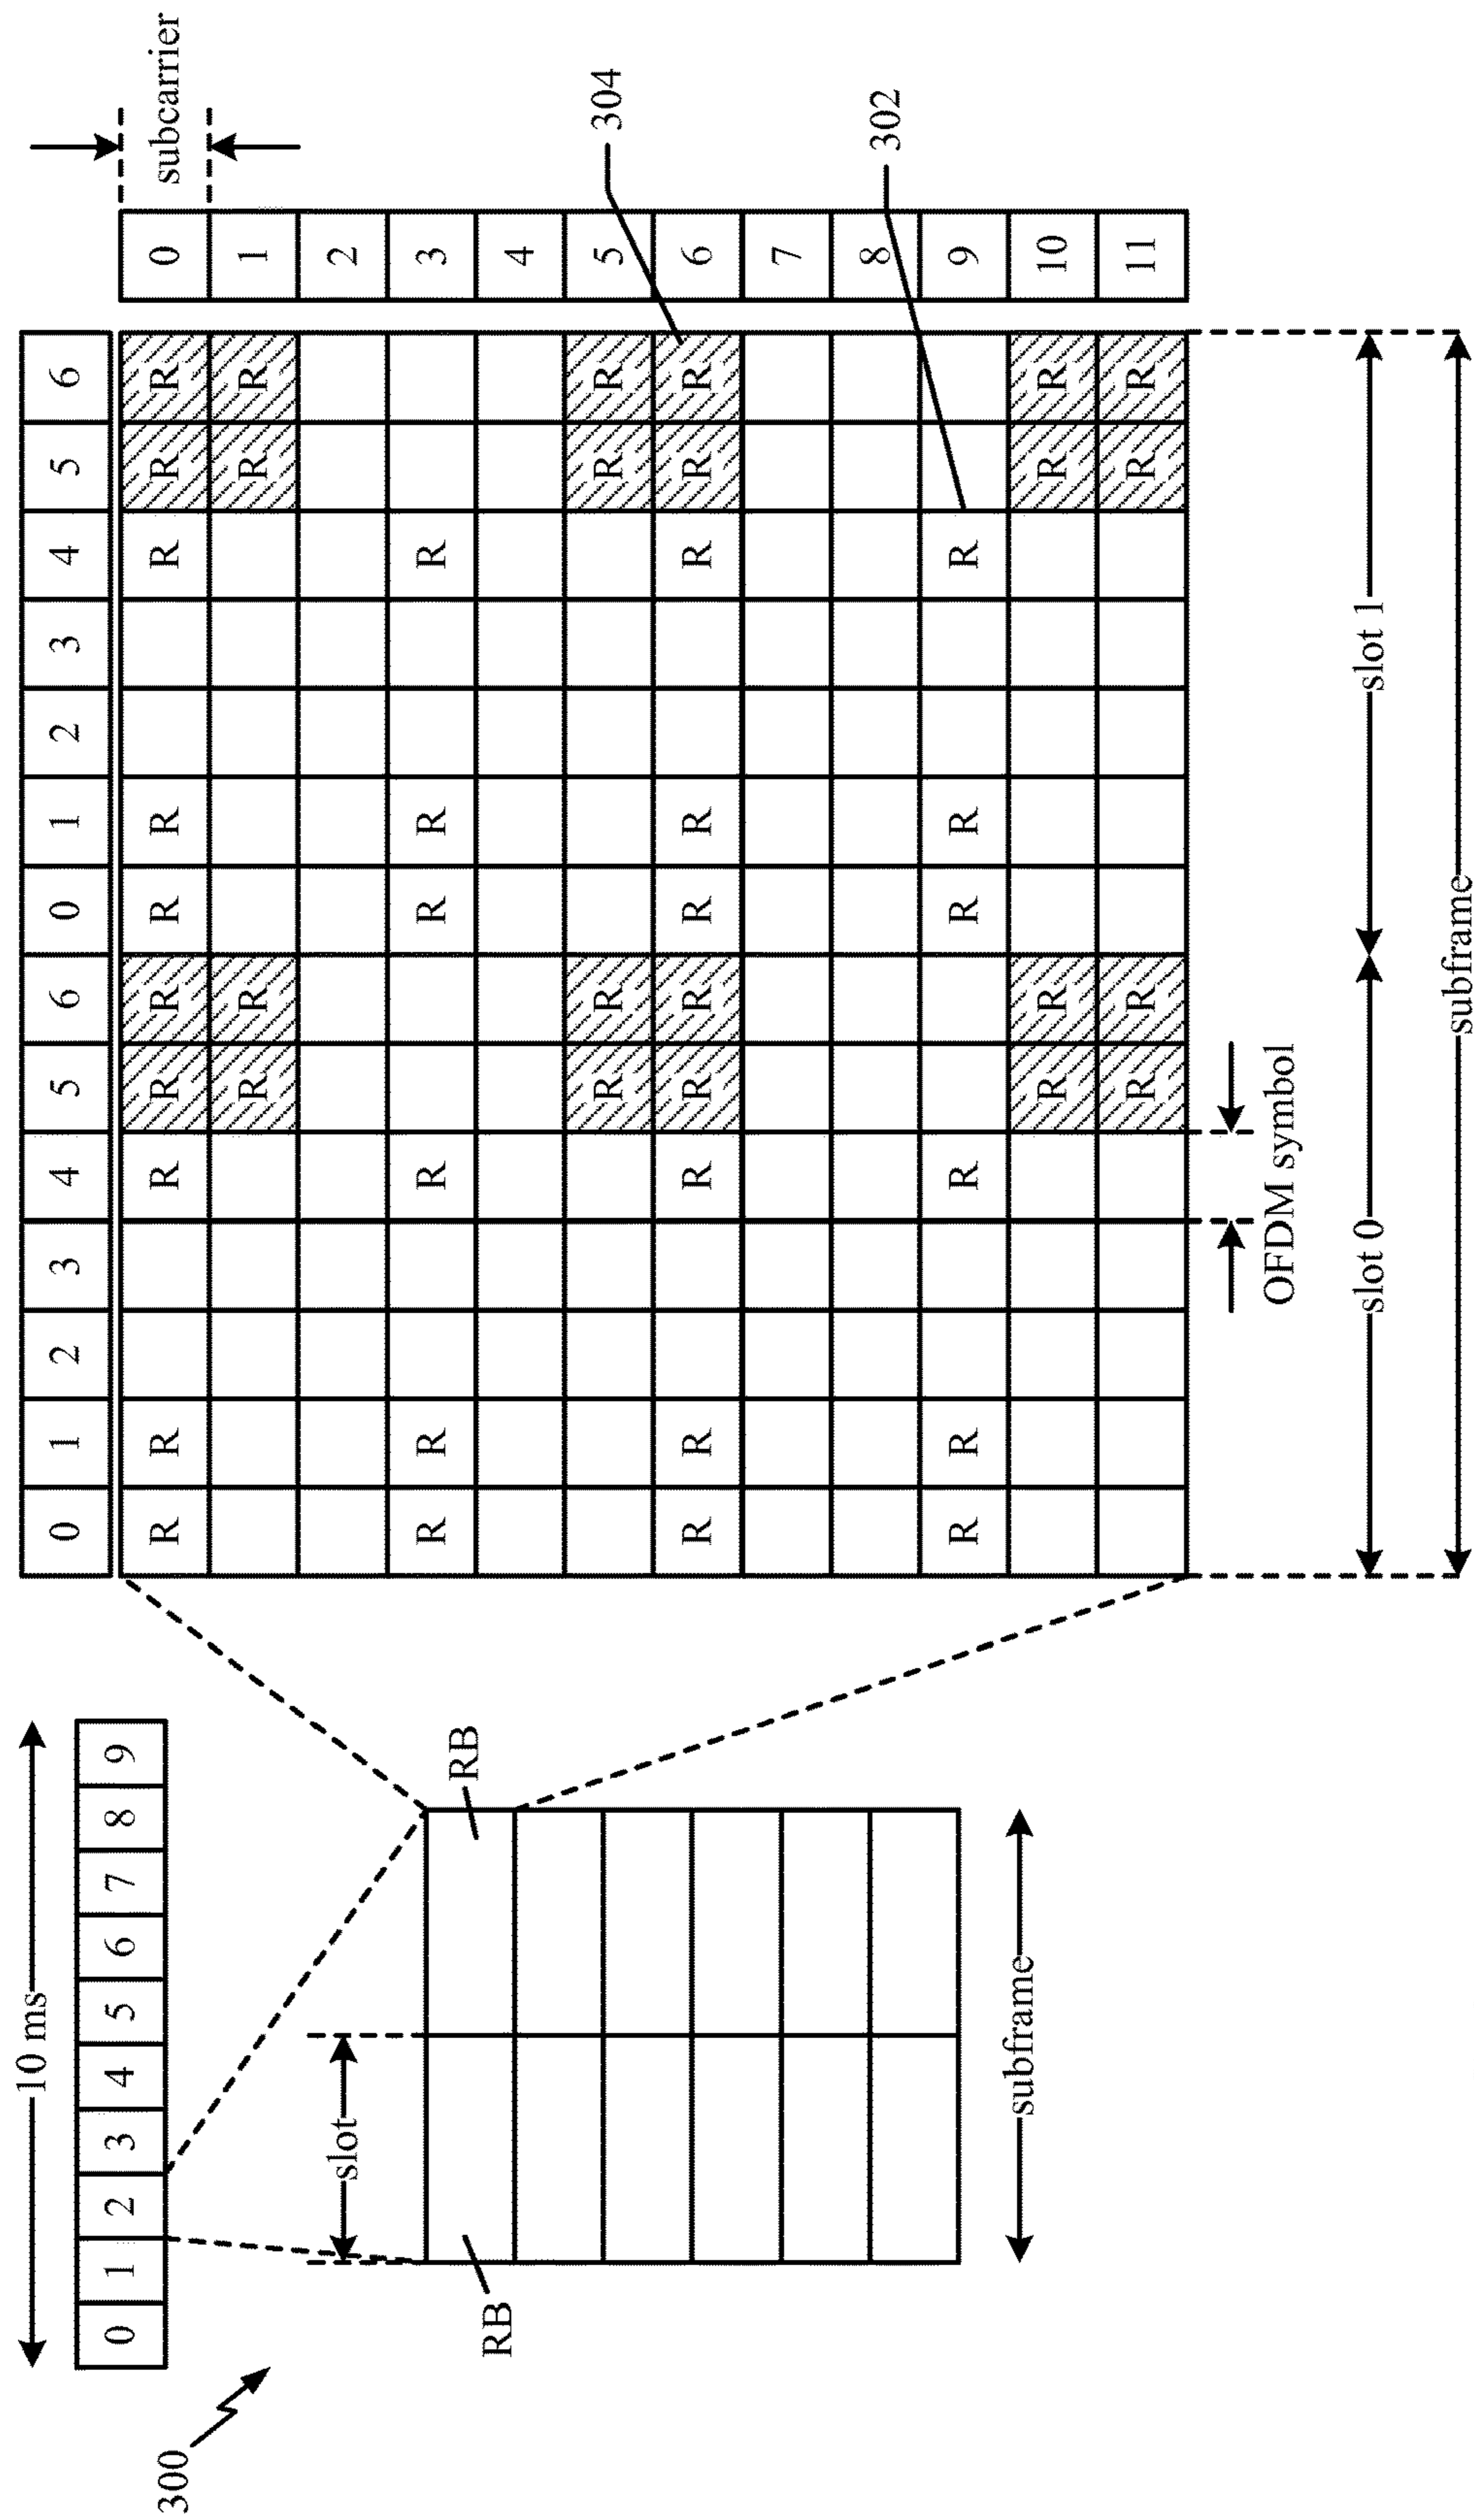 300
10 ms
0 1 2 3 4 5 6 7 8 9
slot
RB
RB
subframe
0 1 2 3 4 5 6 0 1 2 3 4 5 6
R R R R R R R R R R 0
R R R R 1
2
R R R R R R 3
4
R R R R 5
R R R R R R R R R R 6
7
8
R R R R R R 9
R R R R 10
R R R R 11
subcarrier
304
302
OFDM symbol
slot 0
slot 1
subframe